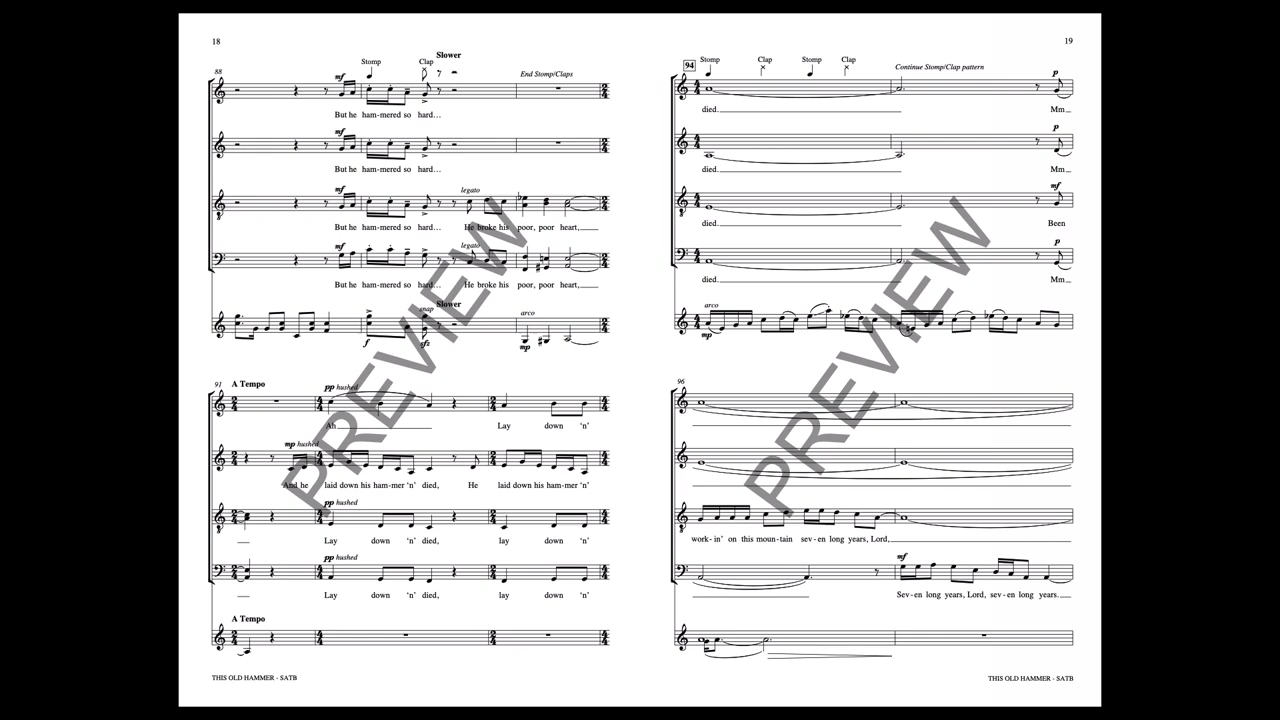 18
88
Stomp
Clap
Slower
mf
End Stomp/Claps
But he ham-mered so hard...
mf
But he ham-mered so hard...
mf
legato
But he ham-mered so hard... He broke his poor, poor heart,
mf
legato
But he ham-mered so hard... He broke his poor, poor heart,
Slower
snap
arco
f
sfz
mp
91
A Tempo
pp hushed
Ah
Lay down 'n'
mp hushed
And he laid down his ham-mer 'n' died, He laid down his ham-mer 'n'
pp hushed
Lay down 'n' died, lay down 'n'
pp hushed
Lay down 'n' died, lay down 'n'
A Tempo
THIS OLD HAMMER - SATB
PREVIEW
19
94
Stomp
Clap
Stomp
Clap
Continue Stomp/Clap pattern
p
died.
Mm
p
died.
Mm
mf
died.
Been
p
died.
Mm
arco
mp
96
work-in' on this moun-tain sev-en long years, Lord,
mf
Sev-en long years, Lord, sev-en long years.
THIS OLD HAMMER - SATB
PREVIEW